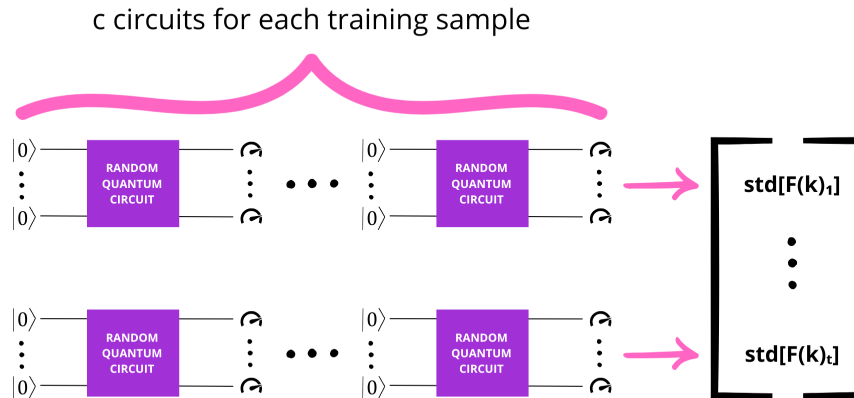 c circuits for each training sample
|0⟩ RANDOM QUANTUM CIRCUIT |0⟩ RANDOM QUANTUM CIRCUIT
|0⟩ |0⟩
std[F(k)₁]
|0⟩ RANDOM QUANTUM CIRCUIT |0⟩ RANDOM QUANTUM CIRCUIT
|0⟩ |0⟩
std[F(k)ₜ]